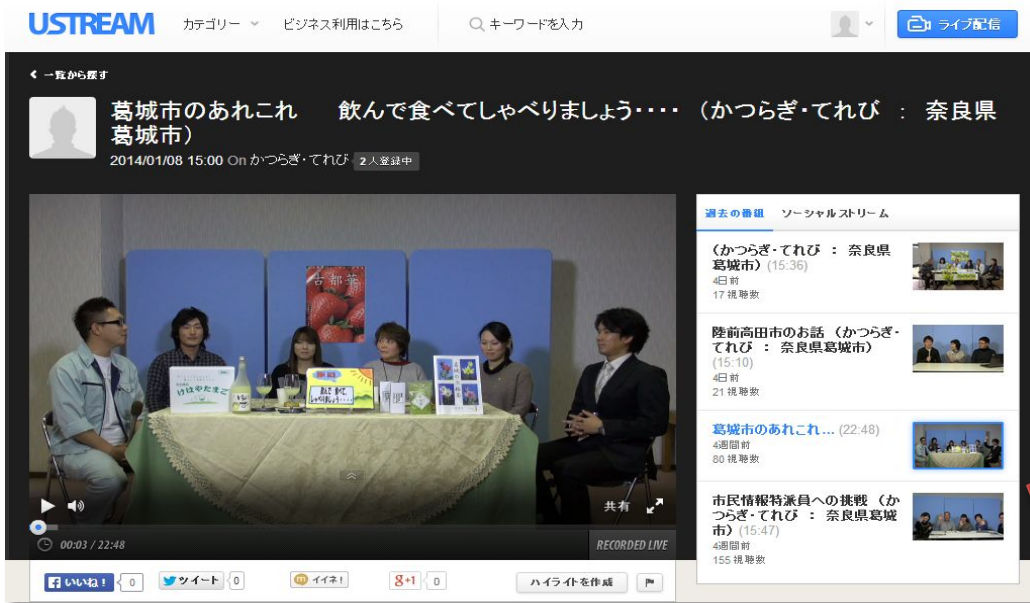 USTREAM カテゴリー ビジネス利用はこちら キーワードを入力 ライブ配信
一覧から探す
葛城市のあれこれ　飲んで食べてしゃべりましょう････ （かつらぎ･てれび ： 奈良県
葛城市）
2014/01/08 15:00 On かつらぎ･てれび 2人登録中
古都華
けはやたまご
00:03 / 22:48
共有
RECORDED LIVE
いいね！ 0 ツイート 0 イイネ！ g+1 0 ハイライトを作成
過去の番組 ソーシャルストリーム
（かつらぎ･てれび ： 奈良県
葛城市） (15:36)
4日前
17 視聴数
陸前高田市のお話 （かつらぎ･
てれび ： 奈良県葛城市）
(15:10)
4日前
21 視聴数
葛城市のあれこれ... (22:48)
4週間前
80 視聴数
市民情報特派員への挑戦 （か
つらぎ･てれび ： 奈良県葛城
市） (15:47)
4週間前
155 視聴数